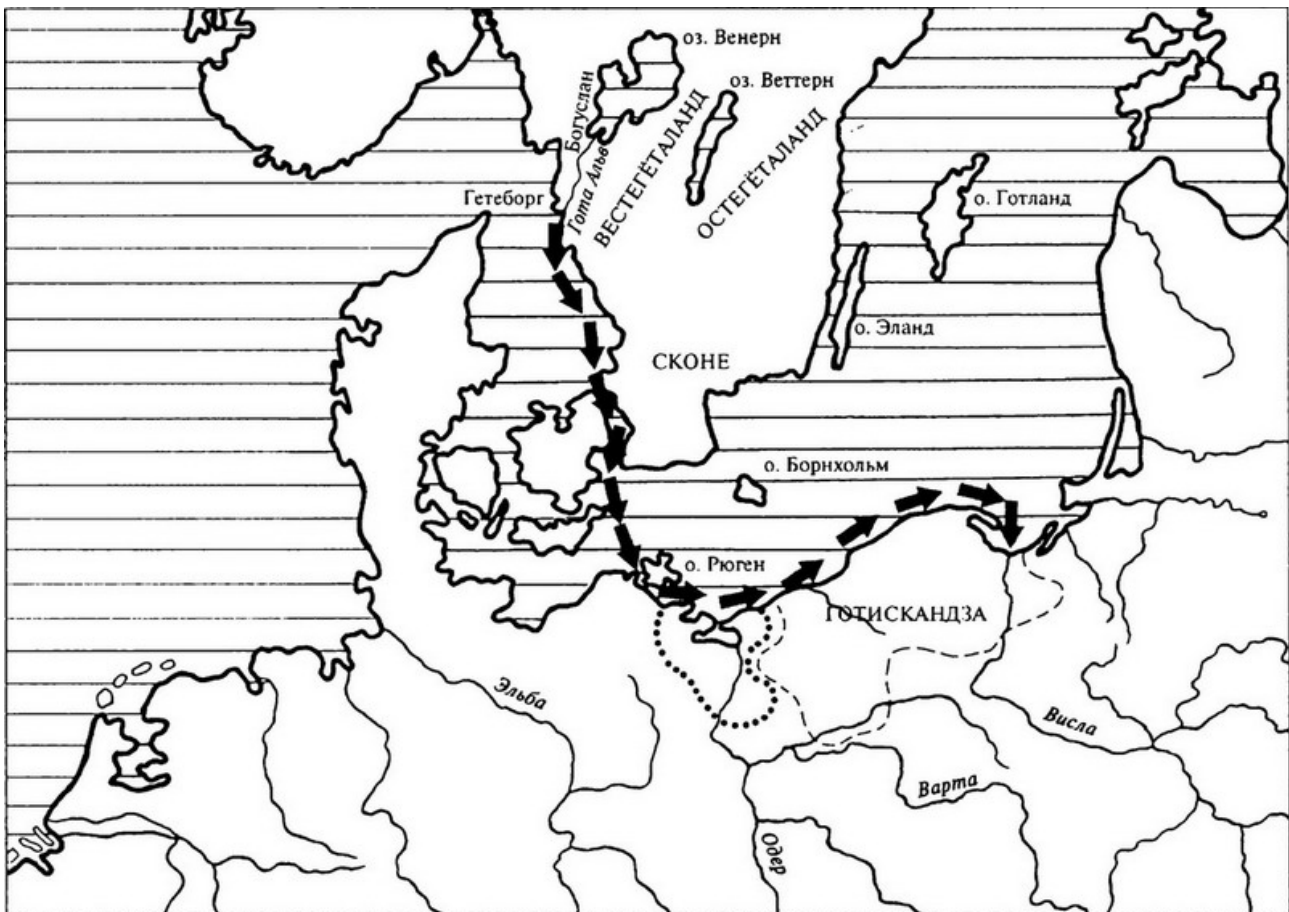 оз. Венерн
оз. Веттерн
Богуслан
Гота Альв
ВЕСТЕГЁТАЛАНД
ОСТЕГЁТАЛАНД
Гетеборг
о. Готланд
о. Эланд
СКОНЕ
о. Борнхольм
о. Рюген
ГОТИСКАНДЗА
Эльба
Висла
Варта
Одер